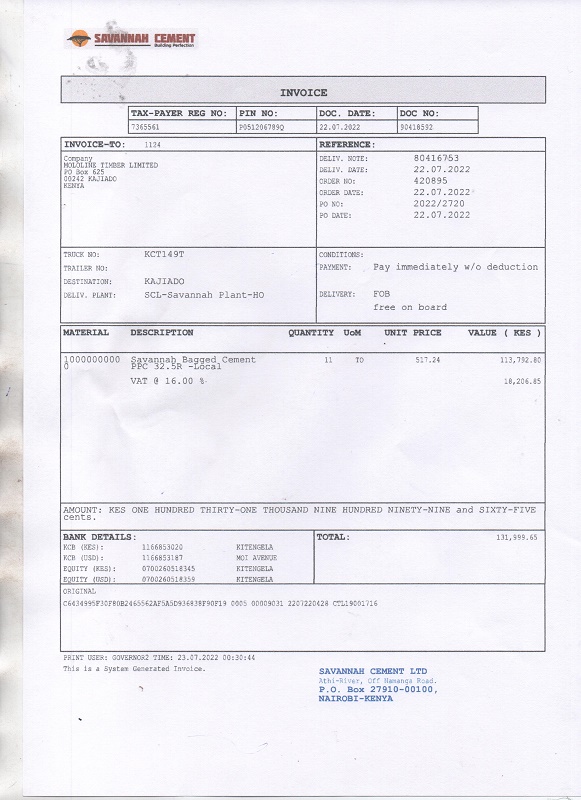 SAVANNAH CEMENT
Building Perfection
INVOICE
TAX-PAYER REG NO: PIN NO: DOC. DATE: DOC NO:
7365561 P051206789Q 22.07.2022 90418592
INVOICE-TO: 1124
Company
MOLOLINE TIMBER LIMITED
PO Box 625
00242 KAJIADO
KENYA
REFERENCE:
DELIV. NOTE: 80416753
DELIV. DATE: 22.07.2022
ORDER NO: 420895
ORDER DATE: 22.07.2022
PO NO: 2022/2720
PO DATE: 22.07.2022
TRUCK NO: KCT149T
TRAILER NO:
DESTINATION: KAJIADO
DELIV. PLANT: SCL-Savannah Plant-HO
CONDITIONS:
PAYMENT: Pay immediately w/o deduction
DELIVERY: FOB
free on board
MATERIAL DESCRIPTION QUANTITY UoM UNIT PRICE VALUE ( KES )
1000000000 Savannah Bagged Cement 11 TO 517.24 113,792.80
0 PPC 32.5R -Local
VAT @ 16.00 % 18,206.85
AMOUNT: KES ONE HUNDRED THIRTY-ONE THOUSAND NINE HUNDRED NINETY-NINE and SIXTY-FIVE
cents.
BANK DETAILS:
KCB (KES): 1166853020 KITENGELA
KCB (USD): 1166853187 MOI AVENUE
EQUITY (KES): 0700260518345 KITENGELA
EQUITY (USD): 0700260518359 KITENGELA
TOTAL: 131,999.65
ORIGINAL
C6434995F30F80B2465562AF5A5D936838F90F19 0005 00009031 2207220428 CTL19001716
PRINT USER: GOVERNOR2 TIME: 23.07.2022 00:30:44
This is a System Generated Invoice.
SAVANNAH CEMENT LTD
Athi-River, Off Namanga Road.
P.O. Box 27910-00100,
NAIROBI-KENYA